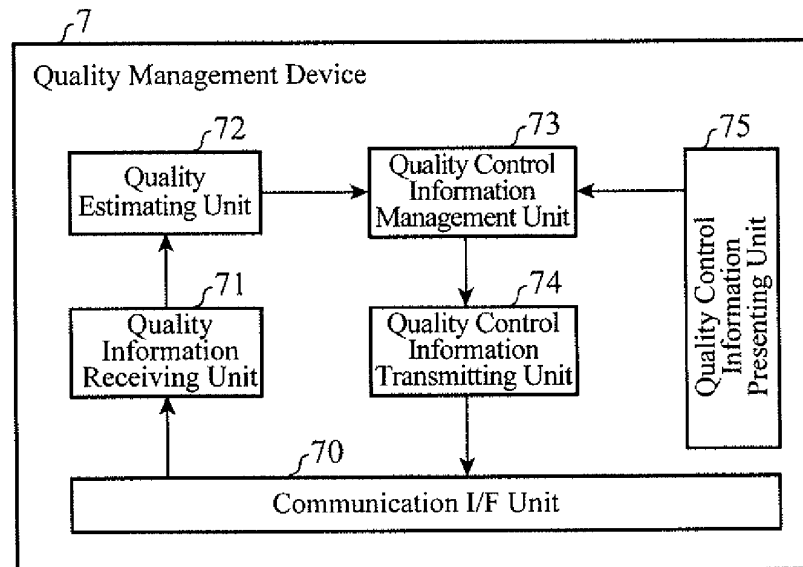 7
Quality Management Device
72
Quality
Estimating Unit
73
Quality Control
Information
Management Unit
75
Quality Control
Information
Presenting Unit
71
Quality
Information
Receiving Unit
74
Quality Control
Information
Transmitting Unit
70
Communication I/F Unit